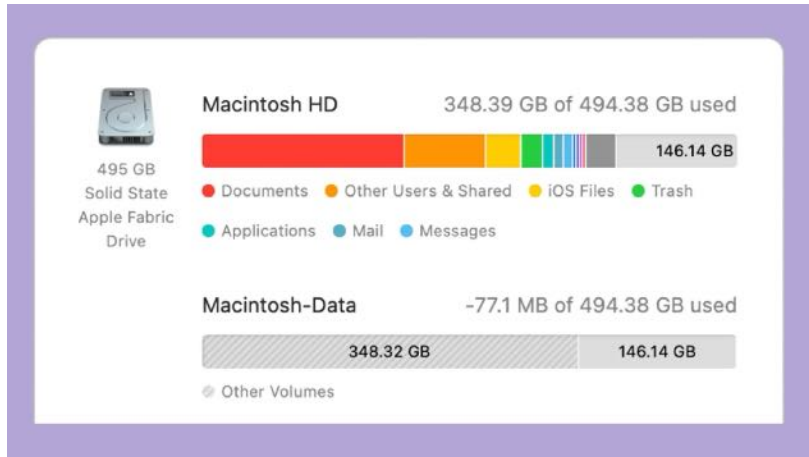 495 GB
Solid State
Apple Fabric
Drive
Macintosh HD 348.39 GB of 494.38 GB used
146.14 GB
Documents Other Users & Shared iOS Files Trash
Applications Mail Messages
Macintosh-Data -77.1 MB of 494.38 GB used
348.32 GB 146.14 GB
Other Volumes